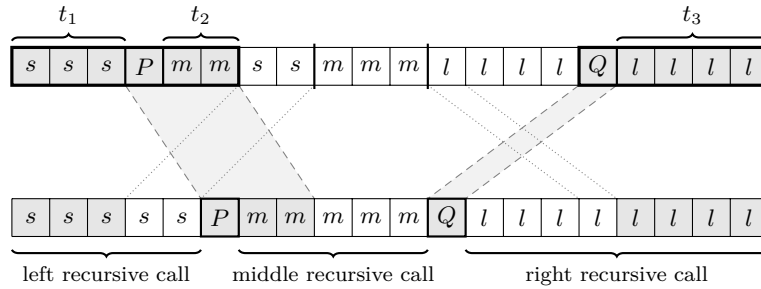 t₁ t₂ t₃
s s s P m m s s m m m l l l l Q l l l l
s s s s s P m m m m m Q l l l l l l l l
left recursive call middle recursive call right recursive call